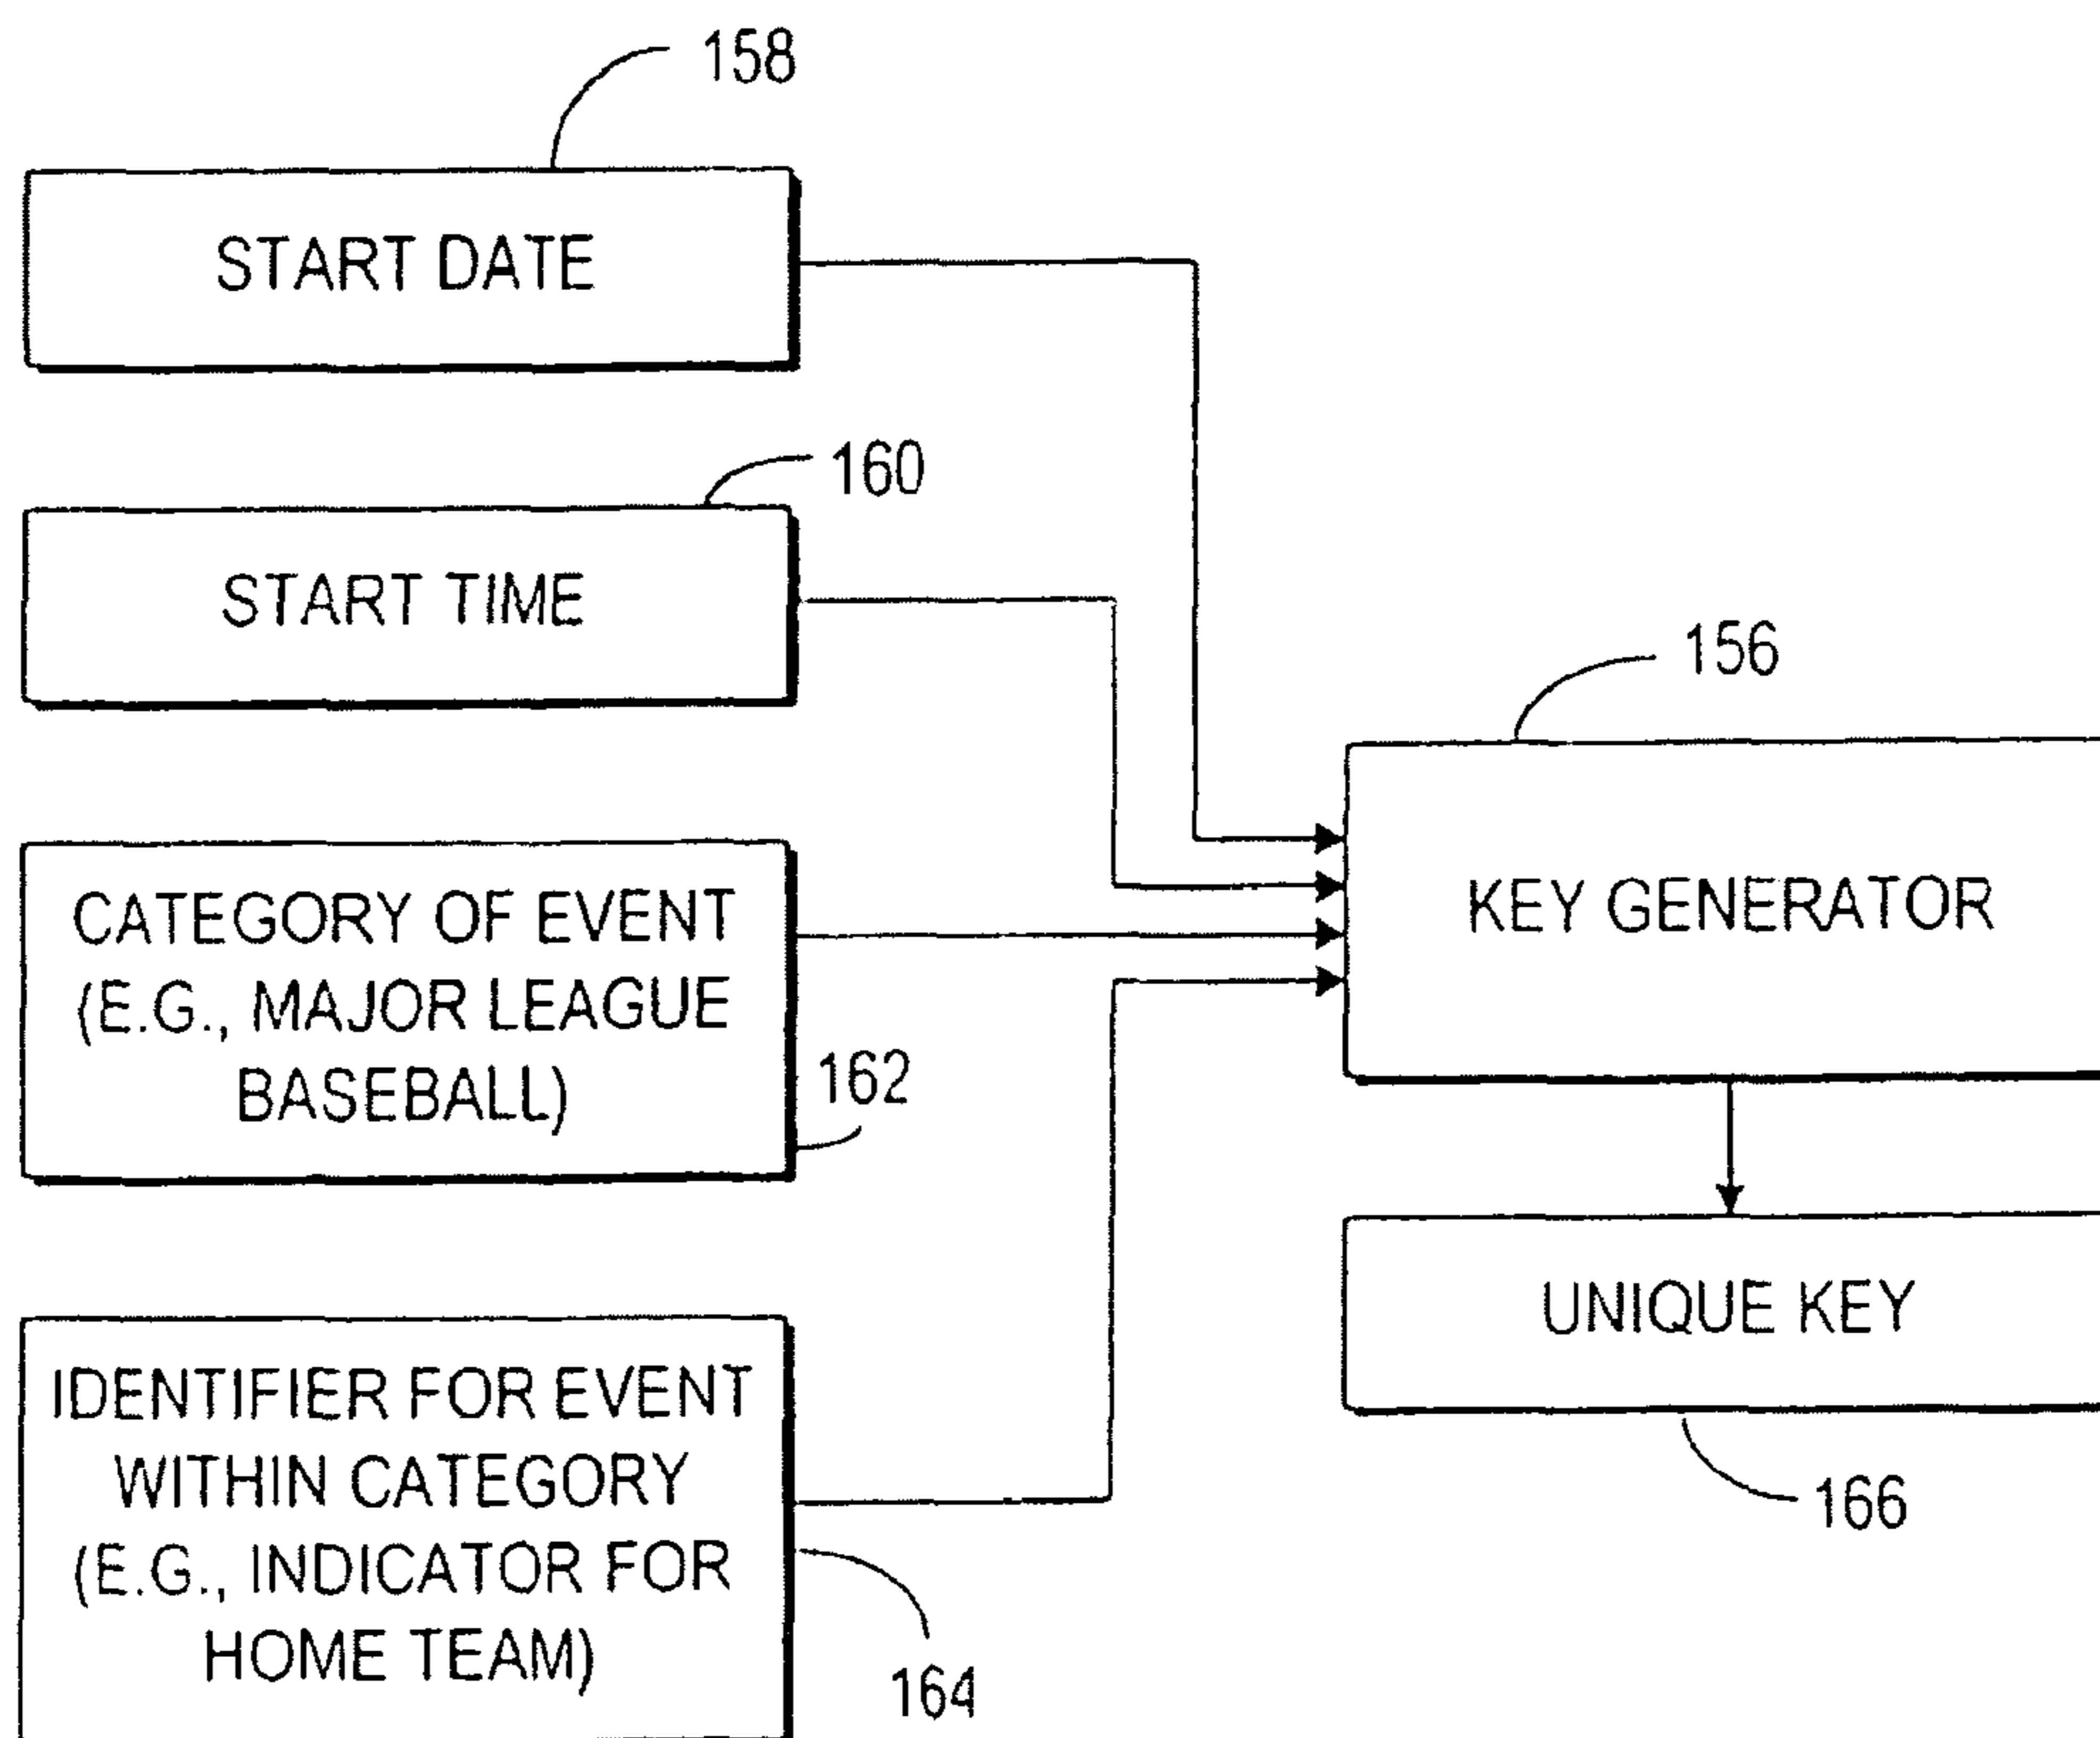 158
START DATE
160
START TIME
156
KEY GENERATOR
CATEGORY OF EVENT
(E.G., MAJOR LEAGUE
BASEBALL)
162
UNIQUE KEY
166
IDENTIFIER FOR EVENT
WITHIN CATEGORY
(E.G., INDICATOR FOR
HOME TEAM)
164